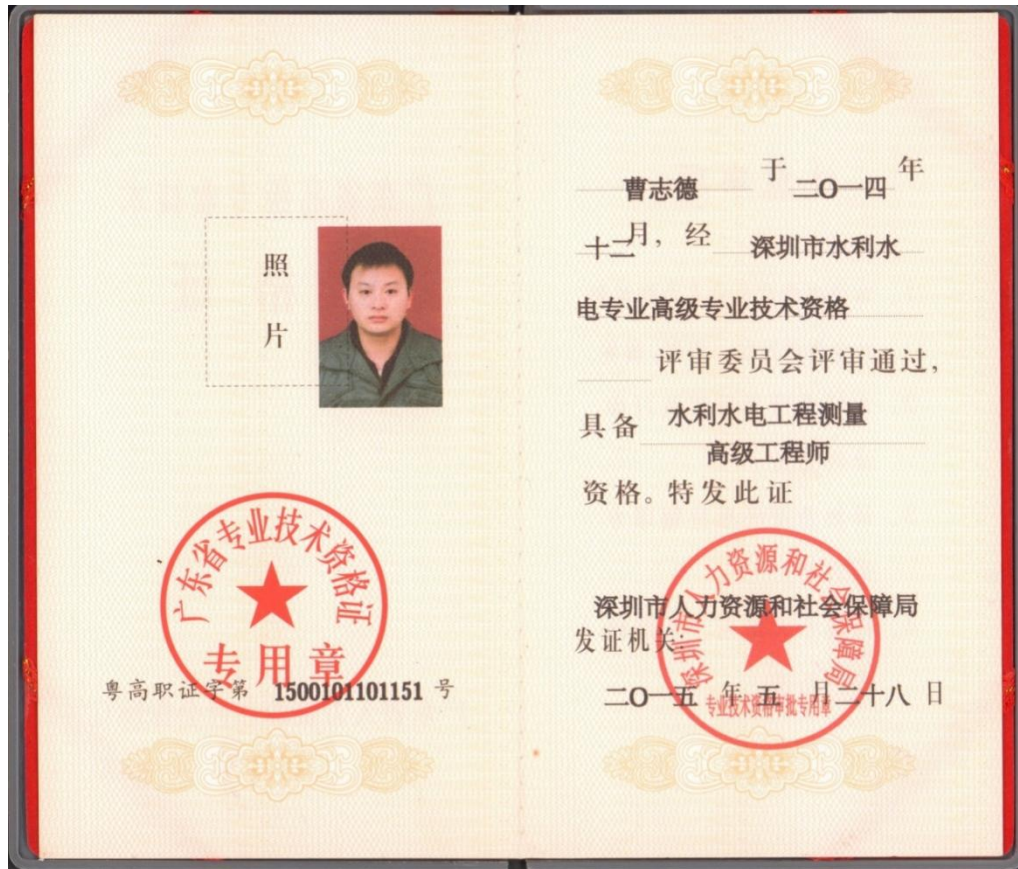 照
片
广东省专业技术资格证
专用章
粤高职证字第 1500101101151 号
曹志德 于 二O一四 年
十二月，经 深圳市水利水
电专业高级专业技术资格
评审委员会评审通过，
具备 水利水电工程测量
高级工程师
资格。特发此证
深圳市人力资源和社会保障局
深圳市人力资源和社会保障局
发证机关：
二O一五 年 五 月 二十八 日
专业技术资格审批专用章